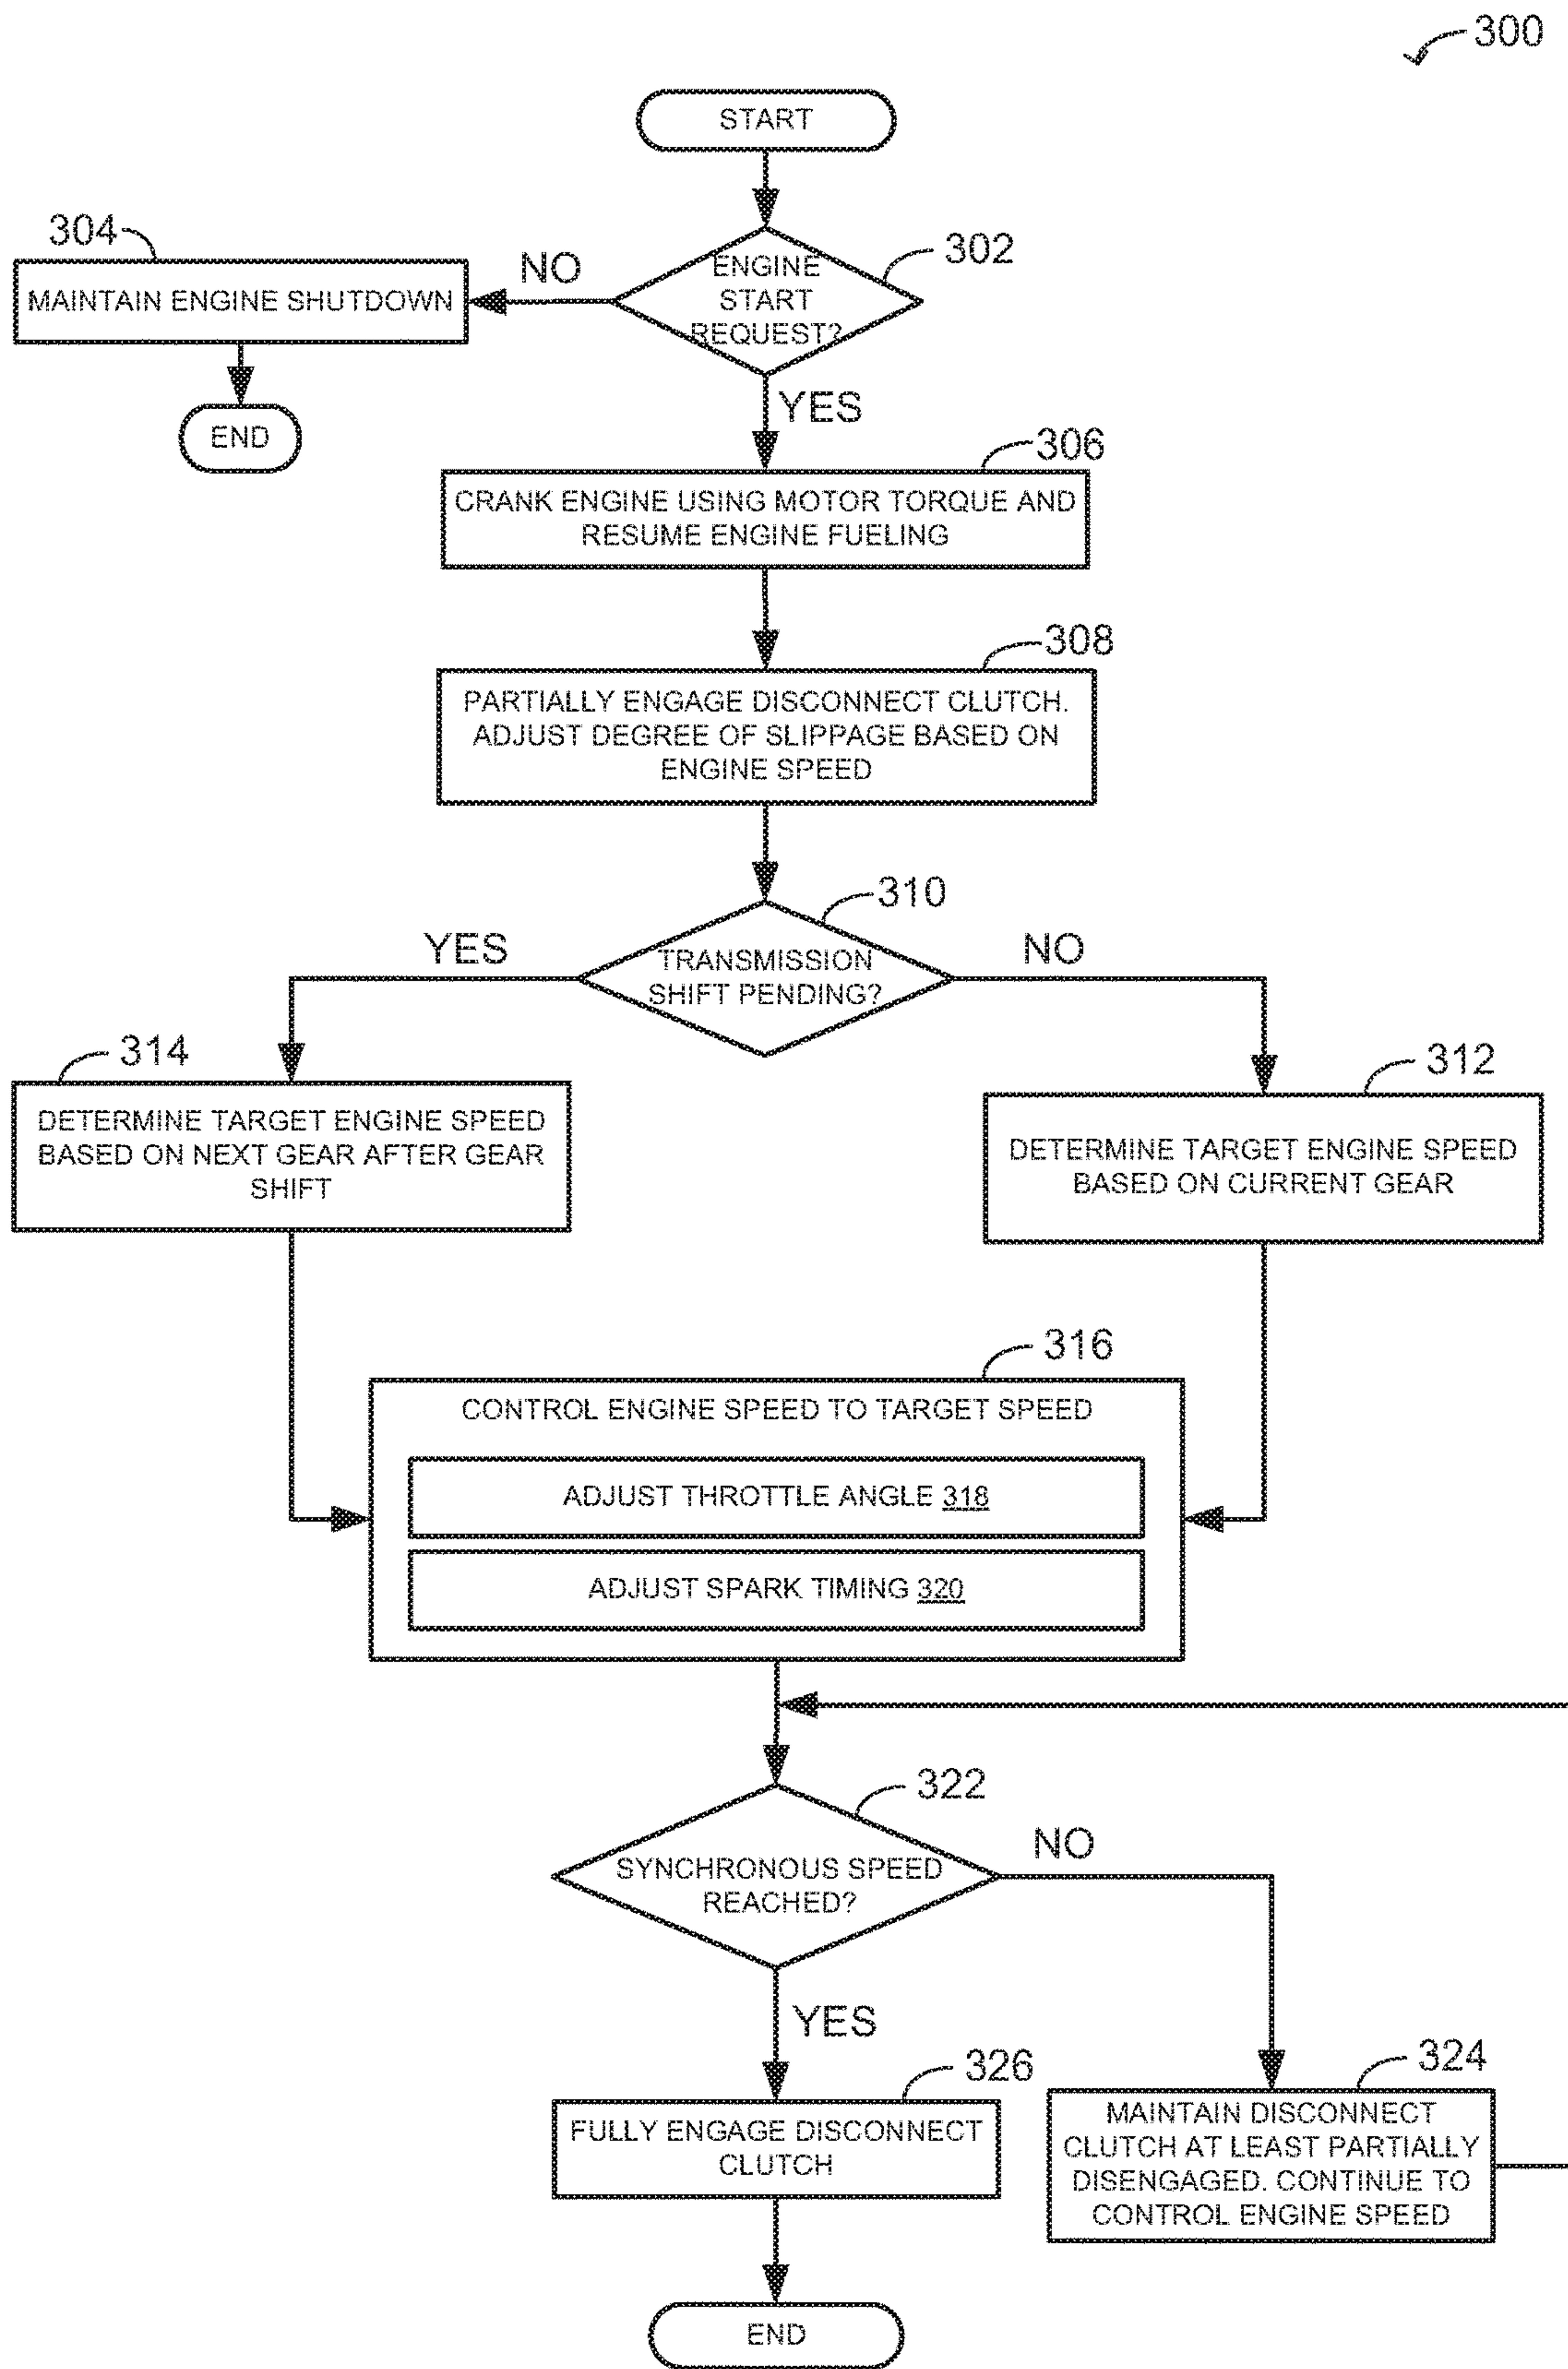 300
START
304
NO
302
ENGINE
START
REQUEST?
MAINTAIN ENGINE SHUTDOWN
END
YES
306
CRANK ENGINE USING MOTOR TORQUE AND
RESUME ENGINE FUELING
308
PARTIALLY ENGAGE DISCONNECT CLUTCH.
ADJUST DEGREE OF SLIPPAGE BASED ON
ENGINE SPEED
310
YES
NO
TRANSMISSION
SHIFT PENDING?
314
DETERMINE TARGET ENGINE SPEED
BASED ON NEXT GEAR AFTER GEAR
SHIFT
312
DETERMINE TARGET ENGINE SPEED
BASED ON CURRENT GEAR
316
CONTROL ENGINE SPEED TO TARGET SPEED
ADJUST THROTTLE ANGLE 318
ADJUST SPARK TIMING 320
322
NO
SYNCHRONOUS SPEED
REACHED?
YES
326
FULLY ENGAGE DISCONNECT
CLUTCH
324
MAINTAIN DISCONNECT
CLUTCH AT LEAST PARTIALLY
DISENGAGED. CONTINUE TO
CONTROL ENGINE SPEED
END